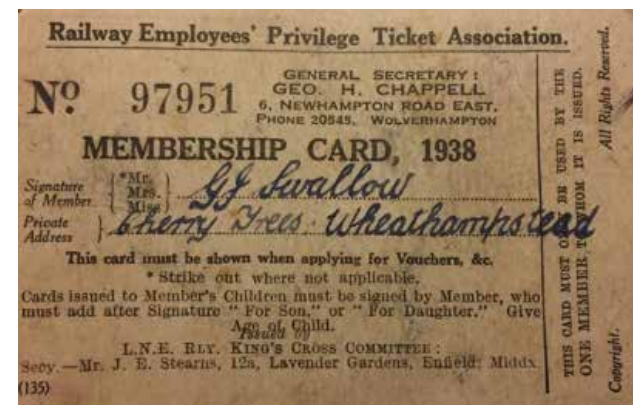 Railway Employees' Privilege Ticket Association.
No 97951
GENERAL SECRETARY:
GEO. H. CHAPPELL
6, NEWHAMPTON ROAD EAST,
PHONE 20545, WOLVERHAMPTON
MEMBERSHIP CARD, 1938
Signature of Member { *Mr. Mrs. Miss } GJ Swallow
Private Address } Cherry Trees Wheathampstead
This card must be shown when applying for Vouchers, &c.
* Strike out where not applicable.
Cards issued to Member's Children must be signed by Member, who
must add after Signature "For Son," or "For Daughter." Give
Age of Child.
Issued by
L.N.E. RLY. KING'S CROSS COMMITTEE:
Secy.—Mr. J. E. Stearns, 12a, Lavender Gardens, Enfield, Middx.
(135)
THIS CARD MUST ONLY BE USED BY THE
ONE MEMBER TO WHOM IT IS ISSUED.
Copyright. All Rights Reserved.